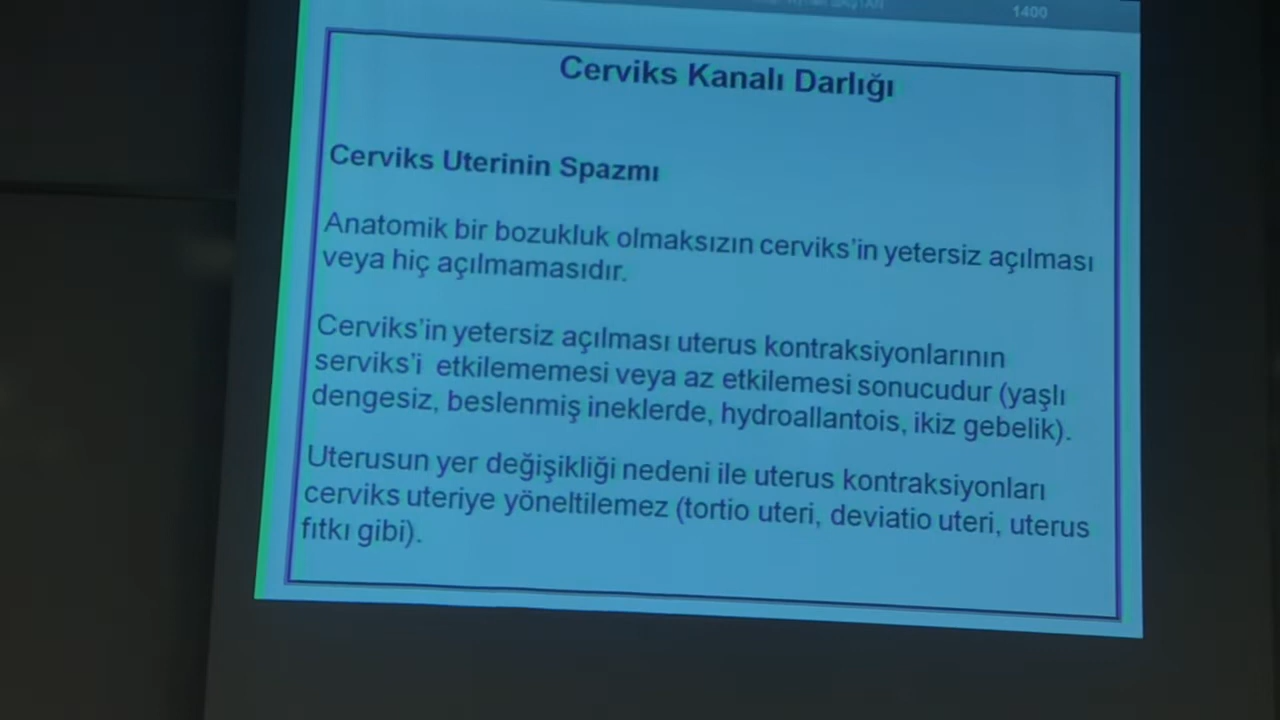 1400
Cerviks Kanalı Darlığı
Cerviks Uterinin Spazmı
Anatomik bir bozukluk olmaksızın cerviks'in yetersiz açılması
veya hiç açılmamasıdır.
Cerviks'in yetersiz açılması uterus kontraksiyonlarının
serviks'i etkilememesi veya az etkilemesi sonucudur (yaşlı
dengesiz, beslenmiş ineklerde, hydroallantois, ikiz gebelik).
Uterusun yer değişikliği nedeni ile uterus kontraksiyonları
cerviks uteriye yöneltilemez (tortio uteri, deviatio uteri, uterus
fıtkı gibi).